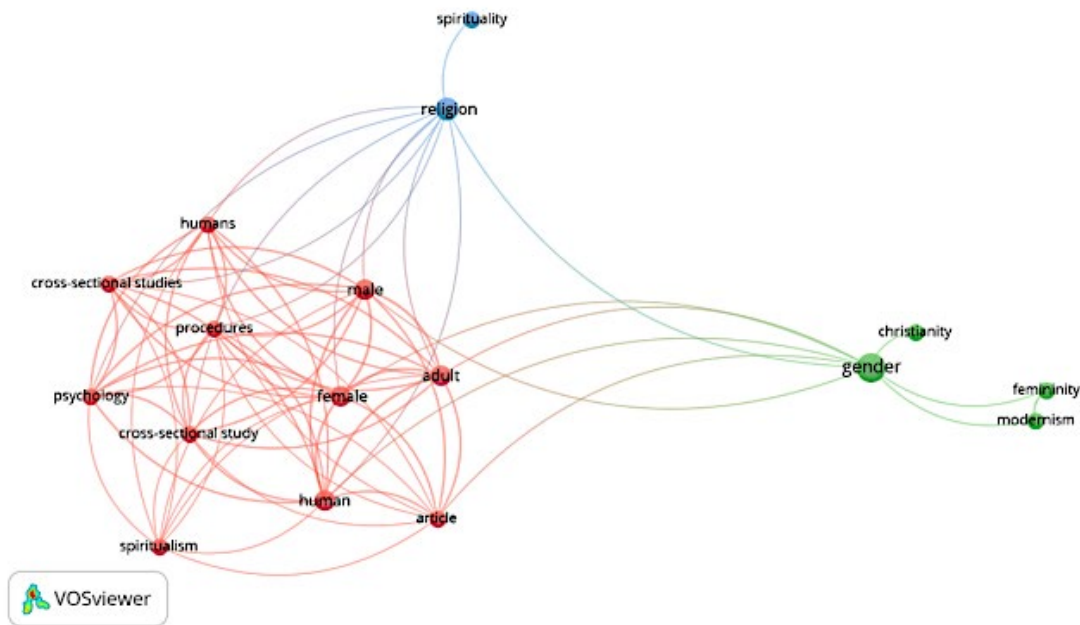 spirituality
religion
humans
cross-sectional studies
male
procedures
christianity
gender
adult
psychology
female
femininity
modernism
cross-sectional study
human
article
spiritualism
VOSviewer